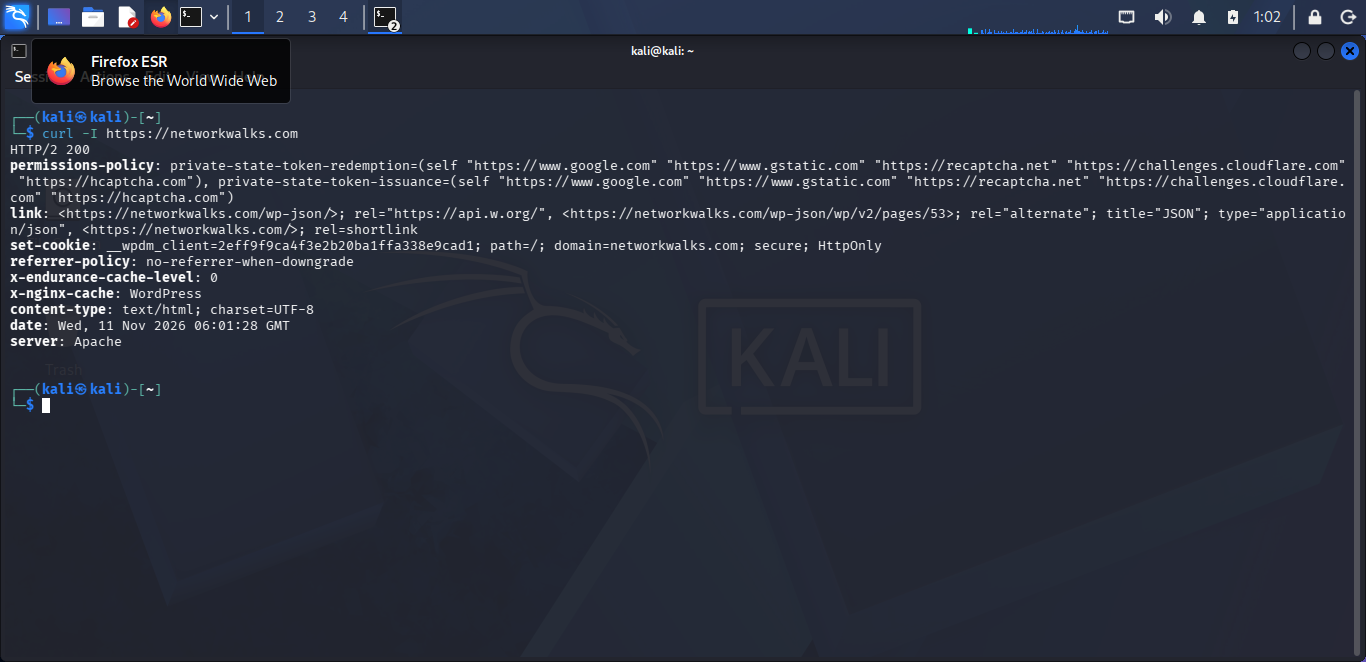 1 2 3 4 2 1:02
kali@kali: ~
Firefox ESR
Browse the World Wide Web
Session Actions Edit View Help
┌──(kali㉿kali)-[~]
└─$ curl -I https://networkwalks.com
HTTP/2 200
permissions-policy: private-state-token-redemption=(self "https://www.google.com" "https://www.gstatic.com" "https://recaptcha.net" "https://challenges.cloudflare.com"
"https://hcaptcha.com"), private-state-token-issuance=(self "https://www.google.com" "https://www.gstatic.com" "https://recaptcha.net" "https://challenges.cloudflare.
com" "https://hcaptcha.com")
link: <https://networkwalks.com/wp-json/>; rel="https://api.w.org/", <https://networkwalks.com/wp-json/wp/v2/pages/53>; rel="alternate"; title="JSON"; type="applicatio
n/json", <https://networkwalks.com/>; rel=shortlink
set-cookie: __wpdm_client=2eff9f9ca4f3e2b20ba1ffa338e9cad1; path=/; domain=networkwalks.com; secure; HttpOnly
referrer-policy: no-referrer-when-downgrade
x-endurance-cache-level: 0
x-nginx-cache: WordPress
content-type: text/html; charset=UTF-8
date: Wed, 11 Nov 2026 06:01:28 GMT
server: Apache
KALI
Trash
┌──(kali㉿kali)-[~]
└─$